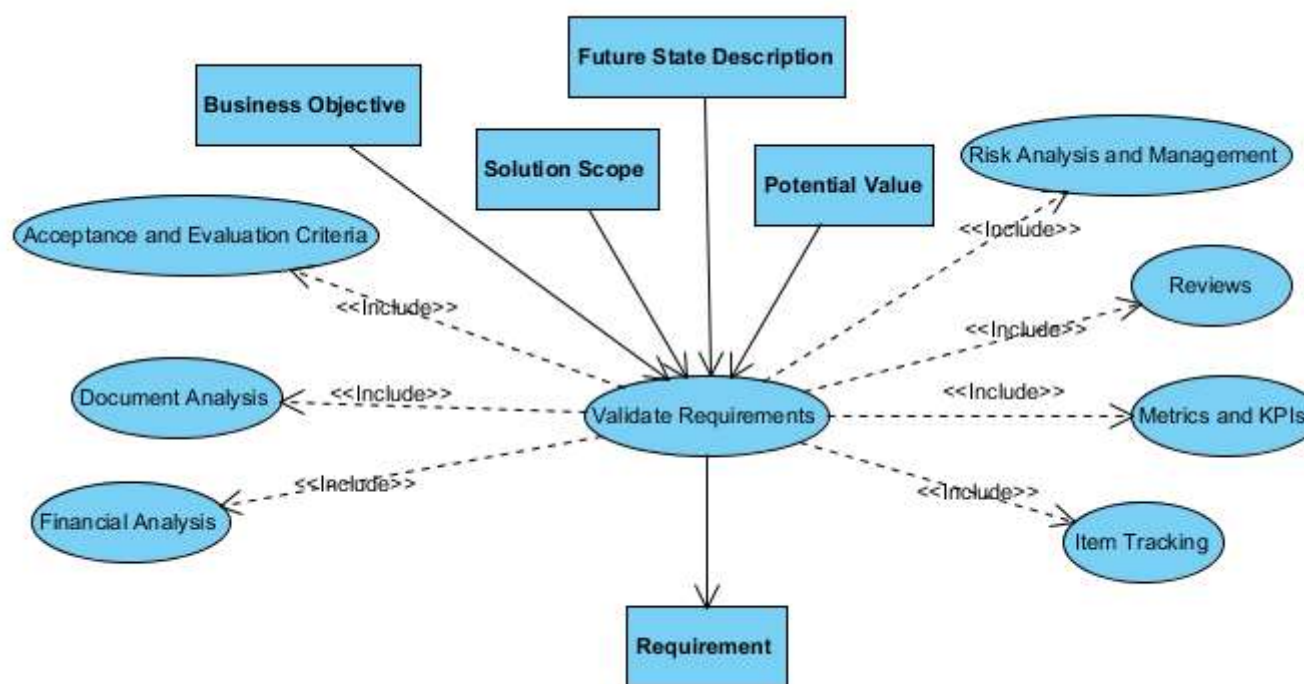 Future State Description
Business Objective
Solution Scope
Risk Analysis and Management
Potential Value
Acceptance and Evaluation Criteria
<<Include>>
Reviews
<<Include>>
<<Include>>
Document Analysis
<<Include>>
<<Include>>
Validate Requirements
Metrics and KPIs
<<Include>>
<<Include>>
Financial Analysis
Item Tracking
Requirement